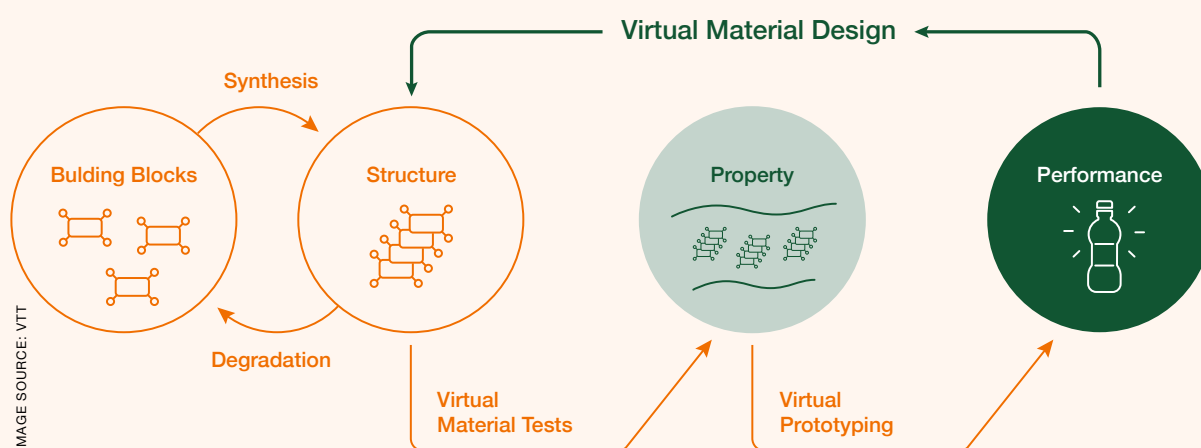 Virtual Material Design
Synthesis
Bulding Blocks
Structure
Property
Performance
Degradation
Virtual
Material Tests
Virtual
Prototyping
MAGE SOURCE: VTT